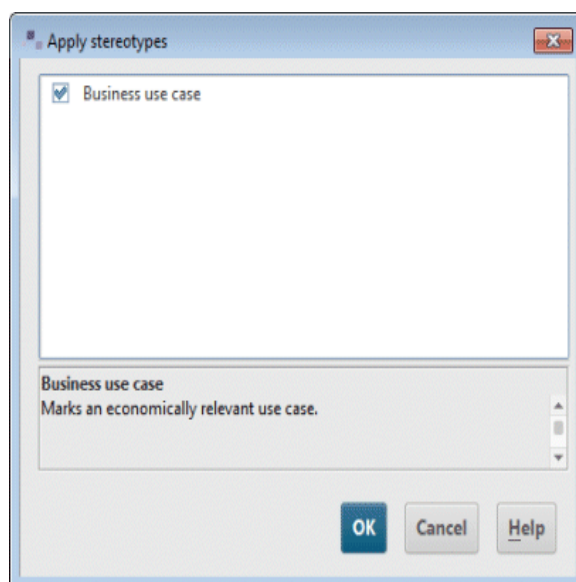 Apply stereotypes
Business use case
Business use case
Marks an economically relevant use case.
OK Cancel Help